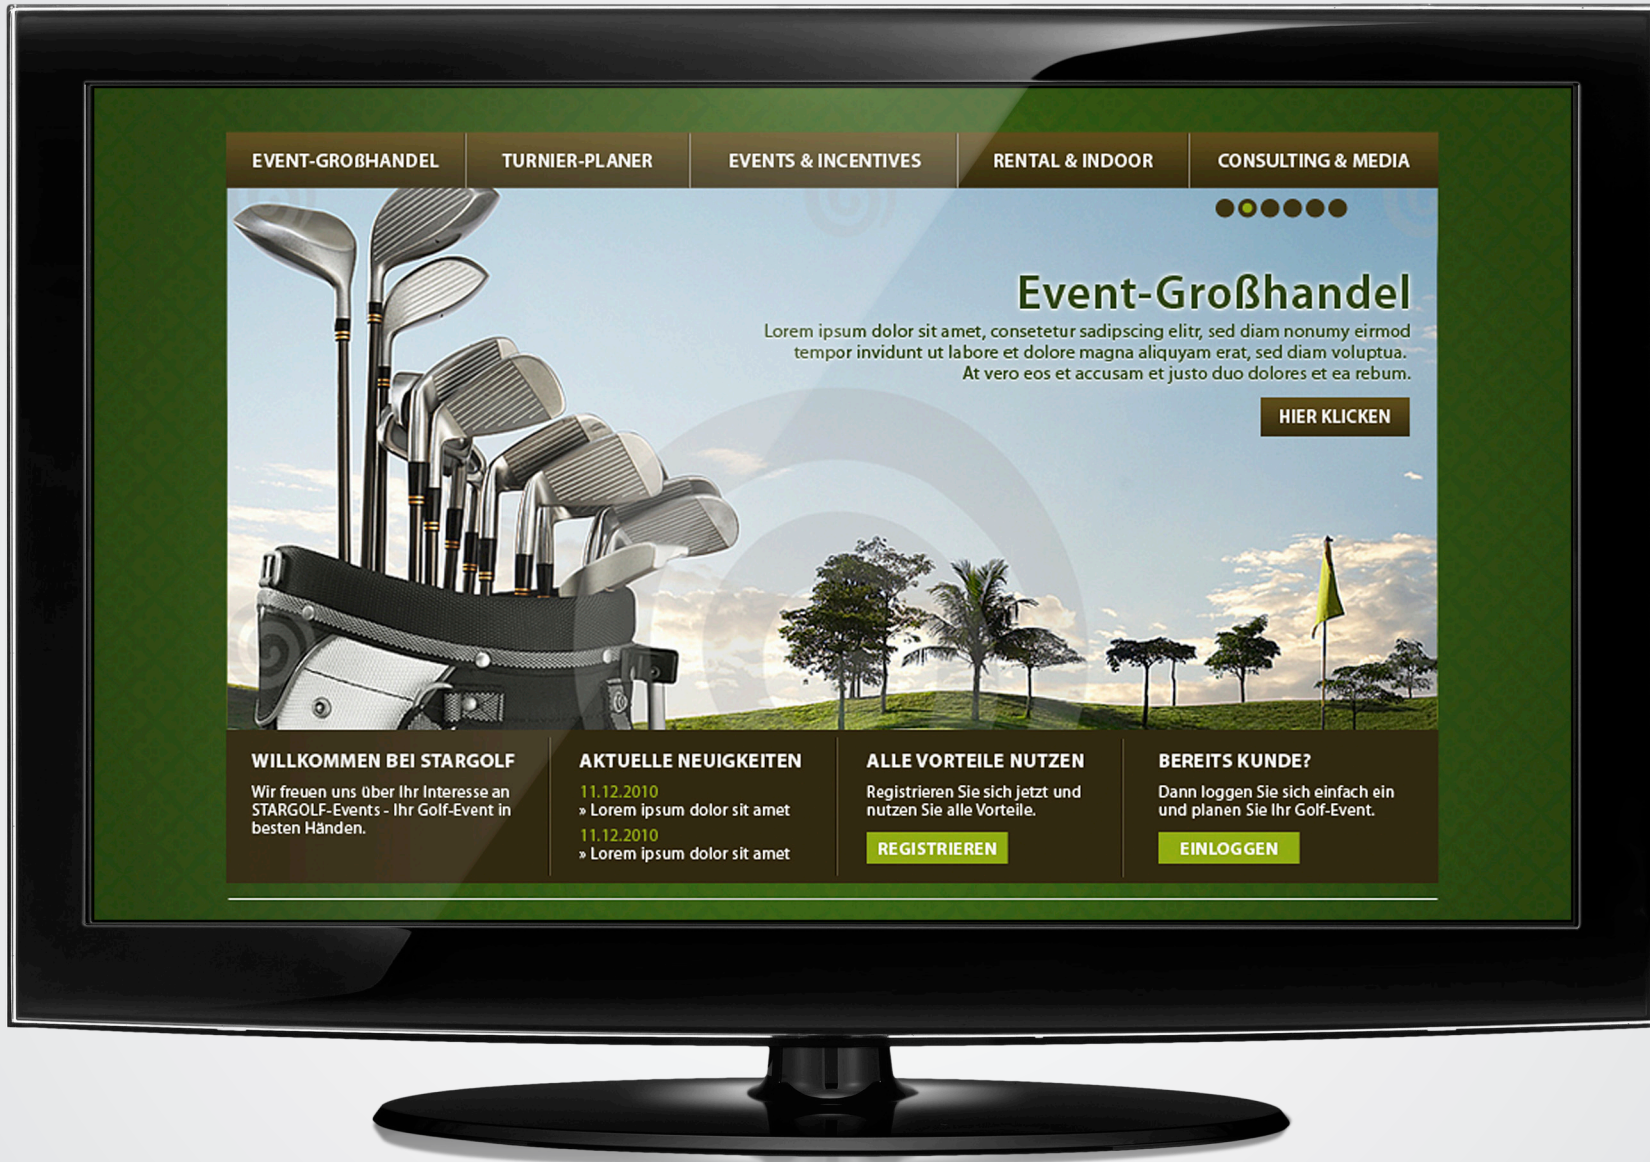 EVENT-GROßHANDEL TURNIER-PLANER EVENTS & INCENTIVES RENTAL & INDOOR CONSULTING & MEDIA
Event-Großhandel
Lorem ipsum dolor sit amet, consetetur sadipscing elitr, sed diam nonumy eirmod
tempor invidunt ut labore et dolore magna aliquyam erat, sed diam voluptua.
At vero eos et accusam et justo duo dolores et ea rebum.
HIER KLICKEN
WILLKOMMEN BEI STARGOLF
Wir freuen uns über Ihr Interesse an
STARGOLF-Events - Ihr Golf-Event in
besten Händen.
AKTUELLE NEUIGKEITEN
11.12.2010
» Lorem ipsum dolor sit amet
11.12.2010
» Lorem ipsum dolor sit amet
ALLE VORTEILE NUTZEN
Registrieren Sie sich jetzt und
nutzen Sie alle Vorteile.
REGISTRIEREN
BEREITS KUNDE?
Dann loggen Sie sich einfach ein
und planen Sie Ihr Golf-Event.
EINLOGGEN